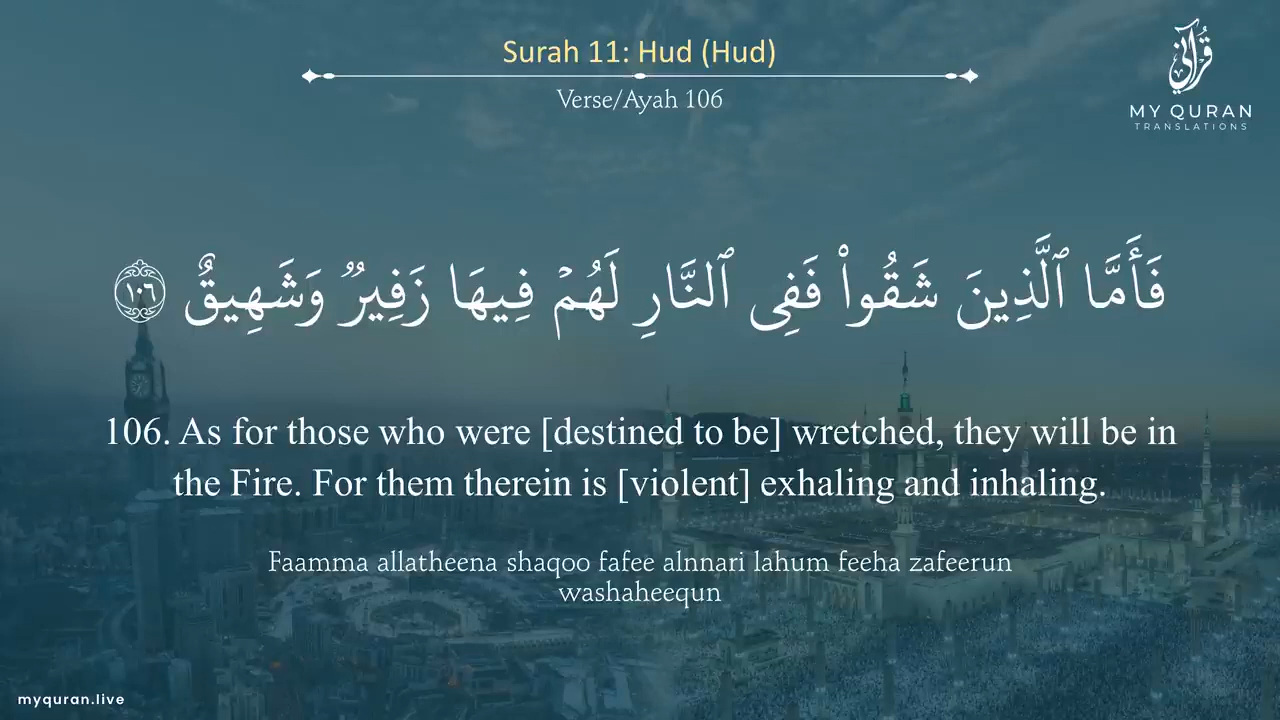 Surah 11: Hud (Hud)
Verse/Ayah 106
قرآني
MY QURAN
TRANSLATIONS
فَأَمَّا ٱلَّذِينَ شَقُوا۟ فَفِى ٱلنَّارِ لَهُمْ فِيهَا زَفِيرٌۭ وَشَهِيقٌ ١٠٦
106. As for those who were [destined to be] wretched, they will be in
the Fire. For them therein is [violent] exhaling and inhaling.
Faamma allatheena shaqoo fafee alnnari lahum feeha zafeerun
washaheequn
myquran.live